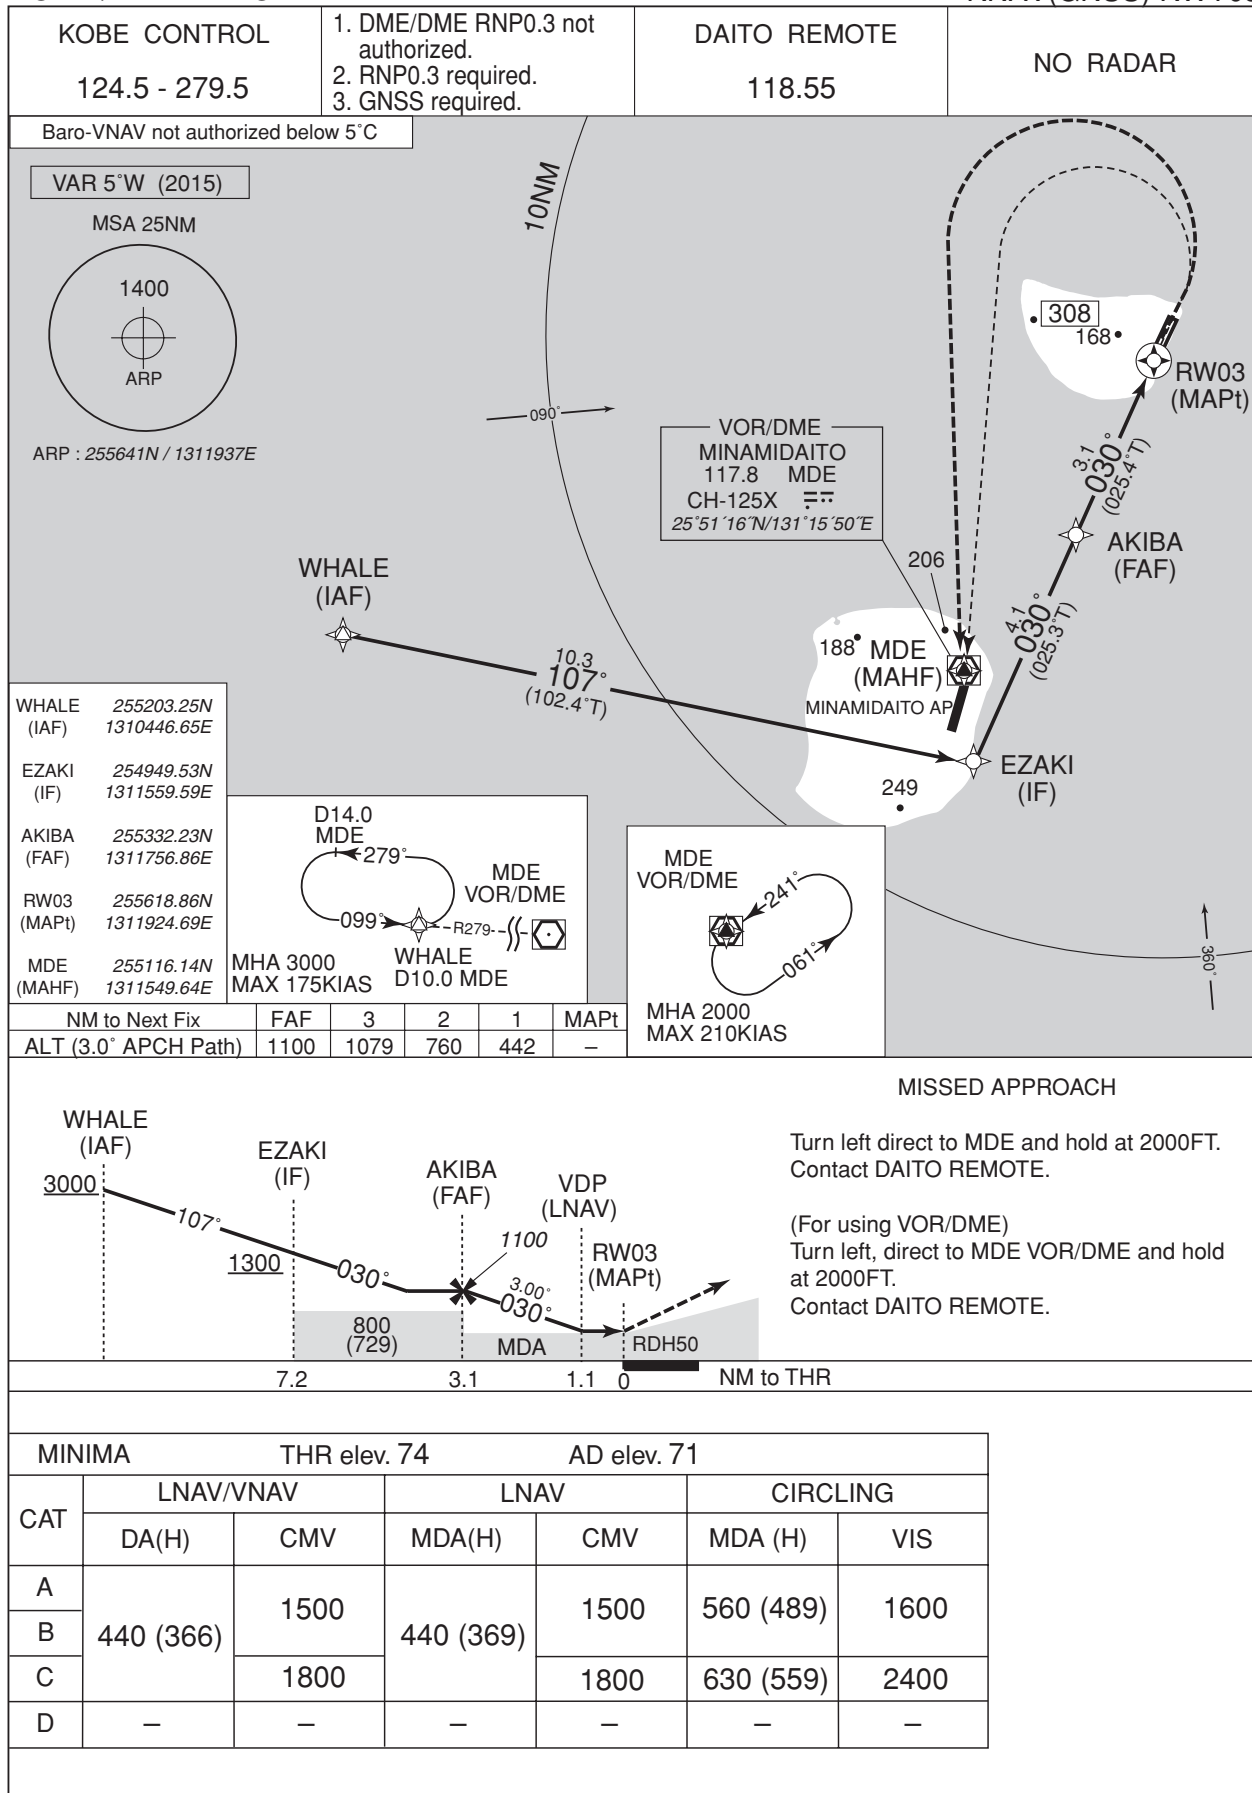 KOBE CONTROL
124.5 - 279.5
1. DME/DME RNP0.3 not
authorized.
2. RNP0.3 required.
3. GNSS required.
DAITO REMOTE
118.55
NO RADAR
Baro-VNAV not authorized below 5˚C
VAR 5˚W (2015)
MSA 25NM
1400
ARP
ARP : 255641N / 1311937E
10NM
090˚
308
168
RW03
(MAPt)
VOR/DME
MINAMIDAITO
117.8 MDE
CH-125X
25˚51´16˝N/131˚15´50˝E
3.1
030˚
(025.4˚T)
AKIBA
(FAF)
206
WHALE
(IAF)
4.1
030˚
(025.3˚T)
188
MDE
(MAHF)
MINAMIDAITO AP
10.3
107˚
(102.4˚T)
EZAKI
(IF)
249
360˚
WHALE 255203.25N
(IAF) 1310446.65E
EZAKI 254949.53N
(IF) 1311559.59E
AKIBA 255332.23N
(FAF) 1311756.86E
RW03 255618.86N
(MAPt) 1311924.69E
MDE 255116.14N
(MAHF) 1311549.64E
D14.0
MDE
279˚
099˚
R279
MDE
VOR/DME
WHALE
D10.0 MDE
MHA 3000
MAX 175KIAS
MDE
VOR/DME
241˚
061˚
MHA 2000
MAX 210KIAS
NM to Next Fix FAF 3 2 1 MAPt
ALT (3.0˚ APCH Path) 1100 1079 760 442 –
WHALE
(IAF)
3000
107˚
EZAKI
(IF)
1300
030˚
AKIBA
(FAF)
1100
3.00˚
030˚
VDP
(LNAV)
RW03
(MAPt)
800
(729)
MDA
RDH50
7.2 3.1 1.1 0 NM to THR
MISSED APPROACH
Turn left direct to MDE and hold at 2000FT.
Contact DAITO REMOTE.
(For using VOR/DME)
Turn left, direct to MDE VOR/DME and hold
at 2000FT.
Contact DAITO REMOTE.
MINIMA THR elev. 74 AD elev. 71
CAT LNAV/VNAV LNAV CIRCLING
DA(H) CMV MDA(H) CMV MDA (H) VIS
A
B 440 (366) 1500 440 (369) 1500 560 (489) 1600
C 1800 1800 630 (559) 2400
D – – – – – –